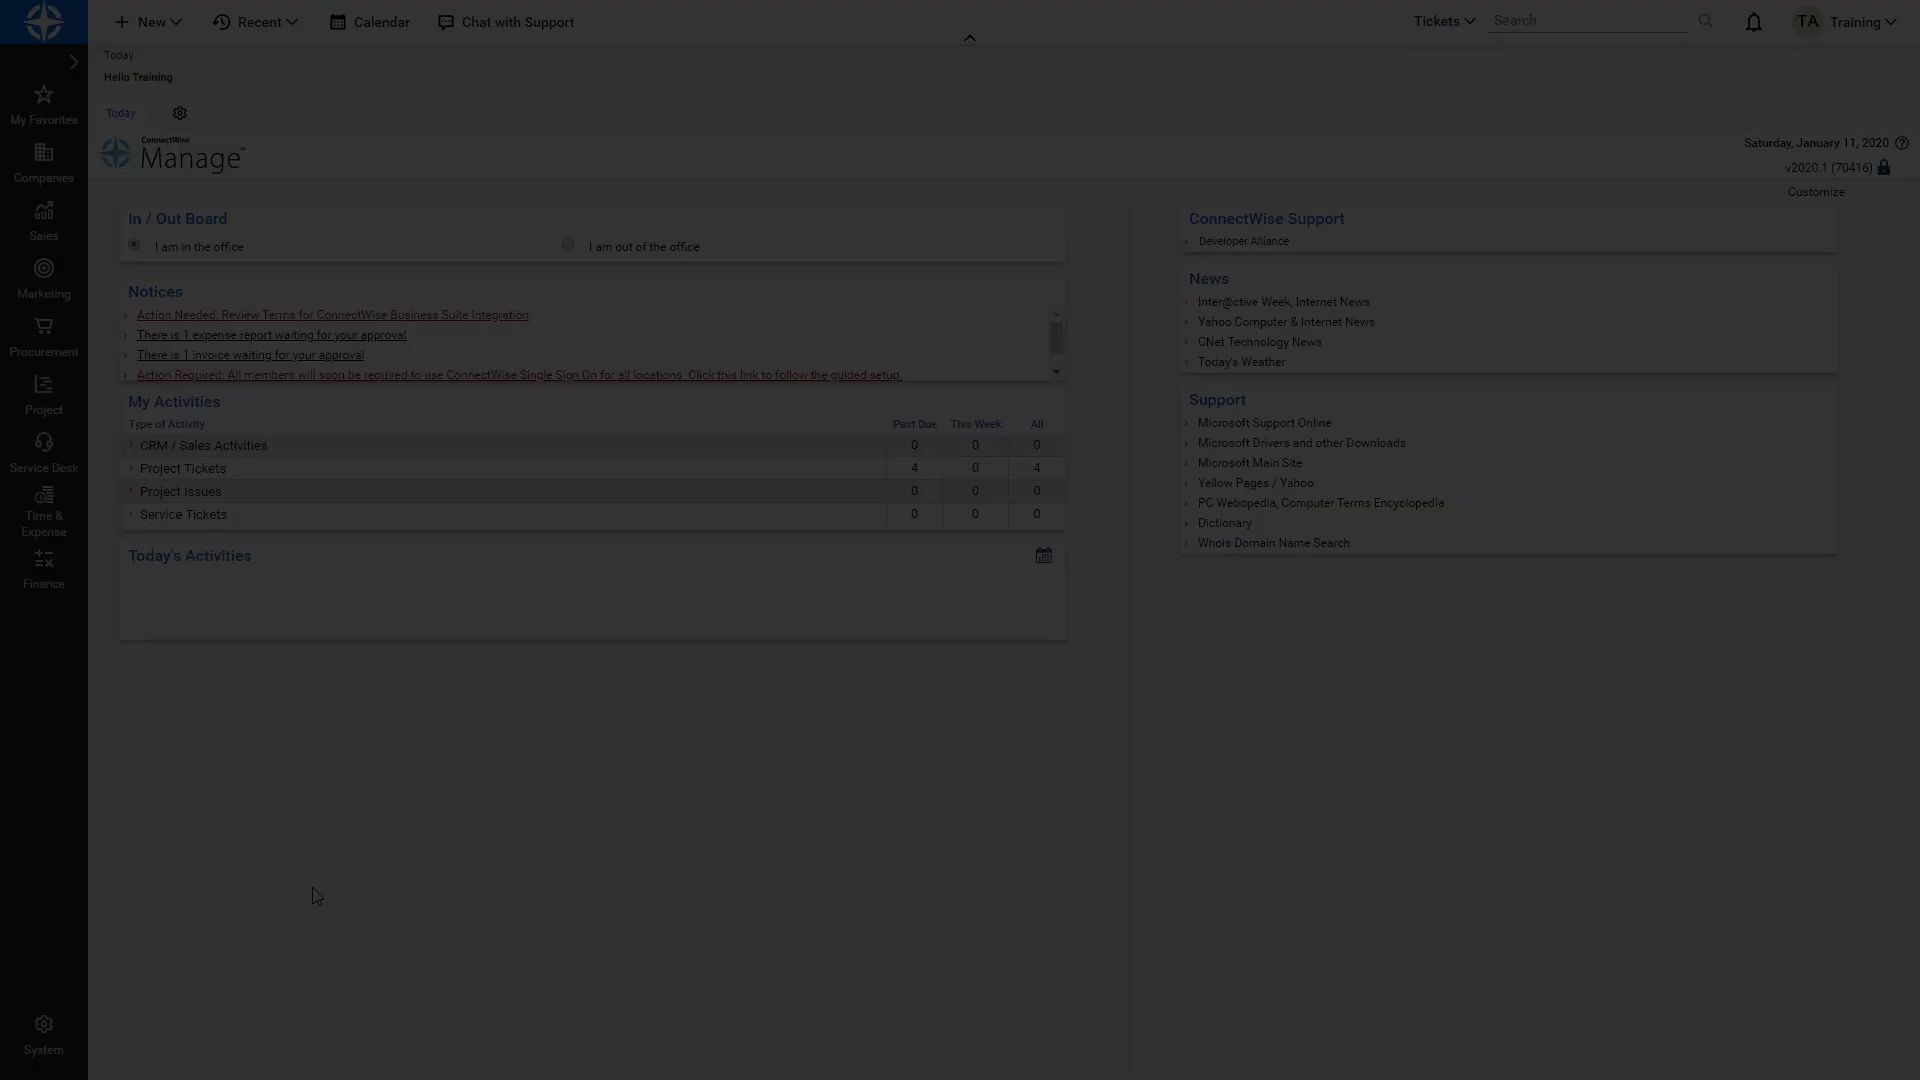 New
Recent
Calendar
Chat with Support
Tickets
Search
TA
Training
Today
Hello Training
Today
ConnectWise
Manage™
Saturday, January 11, 2020
v2020.1 (70416)
Customize
My Favorites
Companies
Sales
Marketing
Procurement
Project
Service Desk
Time &
Expense
Finance
System
In / Out Board
I am in the office
I am out of the office
Notices
Action Needed: Review Terms for ConnectWise Business Suite Integration
There is 1 expense report waiting for your approval
There is 1 invoice waiting for your approval
Action Required: All members will soon be required to use ConnectWise Single Sign On for all locations. Click this link to follow the guided setup.
My Activities
Type of Activity Past Due This Week All
CRM / Sales Activities 0 0 0
Project Tickets 4 0 4
Project Issues 0 0 0
Service Tickets 0 0 0
Today's Activities
ConnectWise Support
Developer Alliance
News
Inter@ctive Week, Internet News
Yahoo Computer & Internet News
CNet Technology News
Today's Weather
Support
Microsoft Support Online
Microsoft Drivers and other Downloads
Microsoft Main Site
Yellow Pages / Yahoo
PC Webopedia, Computer Terms Encyclopedia
Dictionary
Whois Domain Name Search